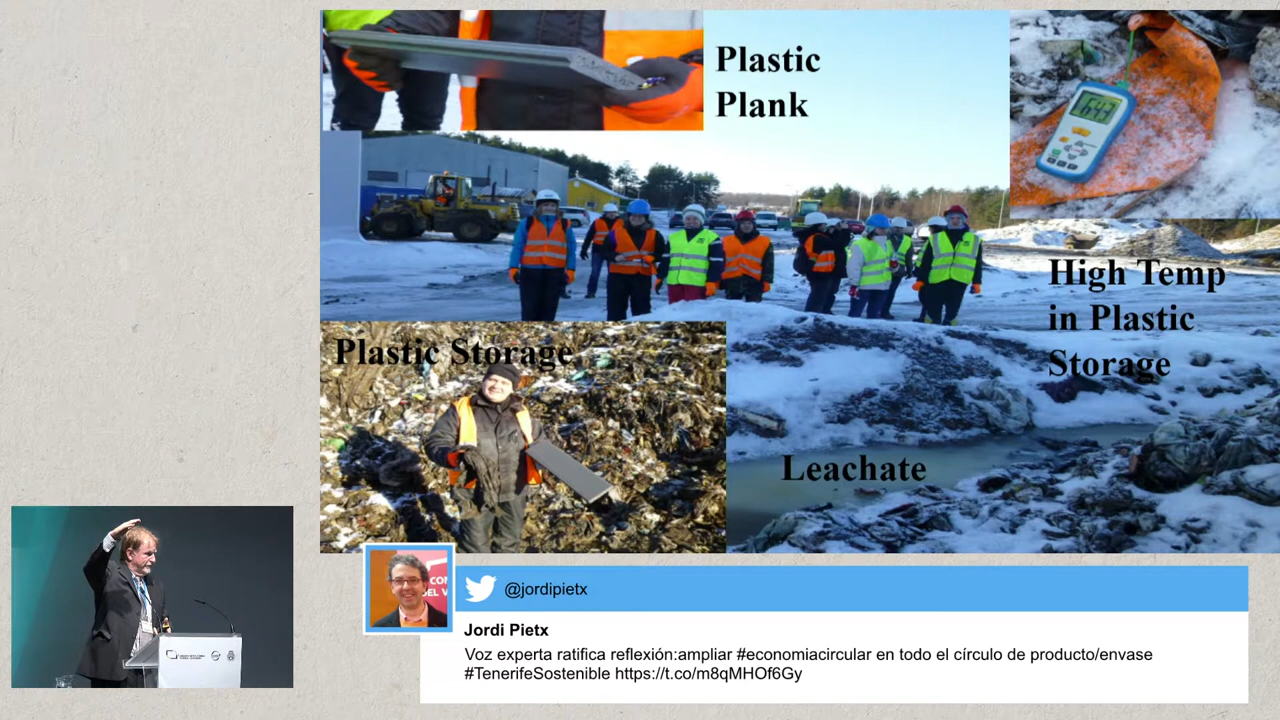 Plastic
Plank
High Temp
in Plastic
Storage
Plastic Storage
Leachate
@jordipietx
Jordi Pietx
Voz experta ratifica reflexión:ampliar #economiacircular en todo el círculo de producto/envase
#TenerifeSostenible https://t.co/m8qMHOf6Gy